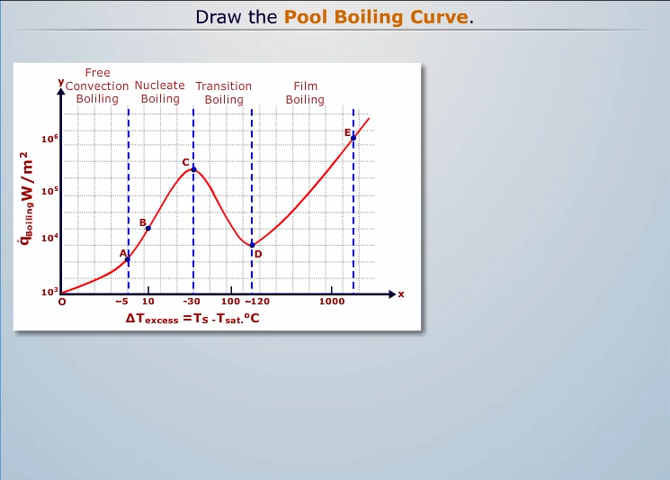 Draw the Pool Boiling Curve.
Free
Convection
Bolilng
Nucleate
Boiling
Transition
Boiling
Film
Boiling
y
10⁶
10⁵
10⁴
10³
q̇Boiling W/m²
A
B
C
D
E
O
~5
10
~30
100
~120
1000
x
ΔTexcess =TS -Tsat.°C